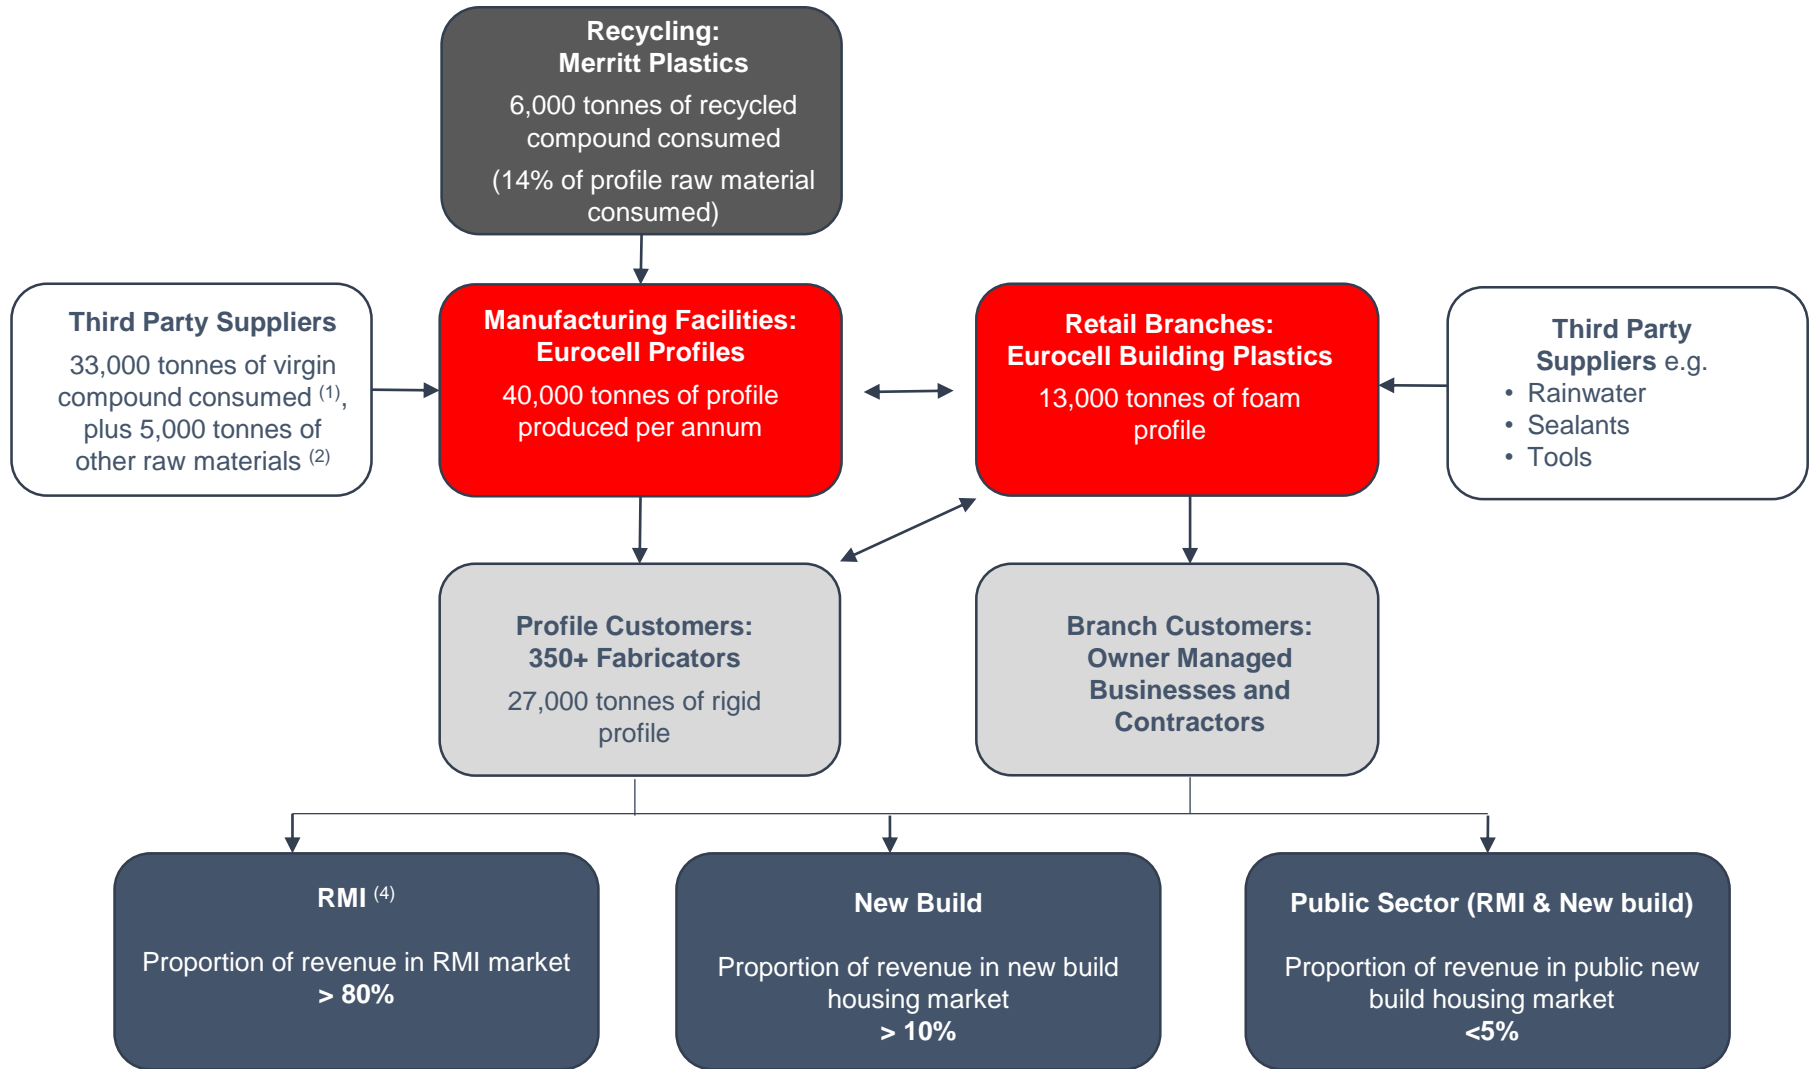 Recycling:
Merritt Plastics
6,000 tonnes of recycled
compound consumed
(14% of profile raw material
consumed)
Third Party Suppliers
33,000 tonnes of virgin
compound consumed (1),
plus 5,000 tonnes of
other raw materials (2)
Manufacturing Facilities:
Eurocell Profiles
40,000 tonnes of profile
produced per annum
Retail Branches:
Eurocell Building Plastics
13,000 tonnes of foam
profile
Third Party
Suppliers e.g.
• Rainwater
• Sealants
• Tools
Profile Customers:
350+ Fabricators
27,000 tonnes of rigid
profile
Branch Customers:
Owner Managed
Businesses and
Contractors
RMI (4)
Proportion of revenue in RMI market
> 80%
New Build
Proportion of revenue in new build
housing market
> 10%
Public Sector (RMI & New build)
Proportion of revenue in public new
build housing market
<5%